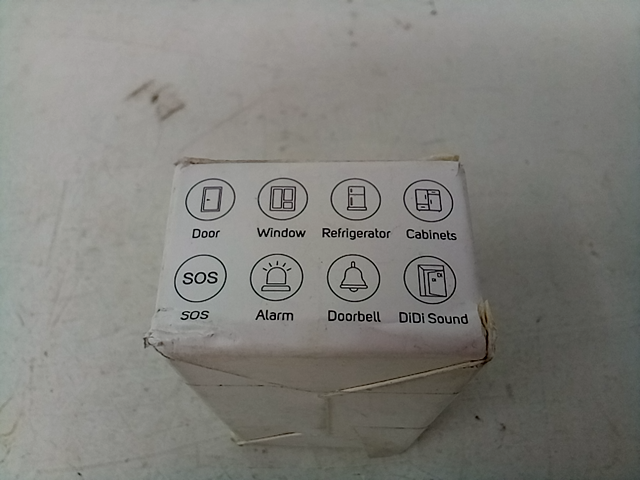 Door Window Refrigerator Cabinets
SOS
SOS Alarm Doorbell DiDi Sound